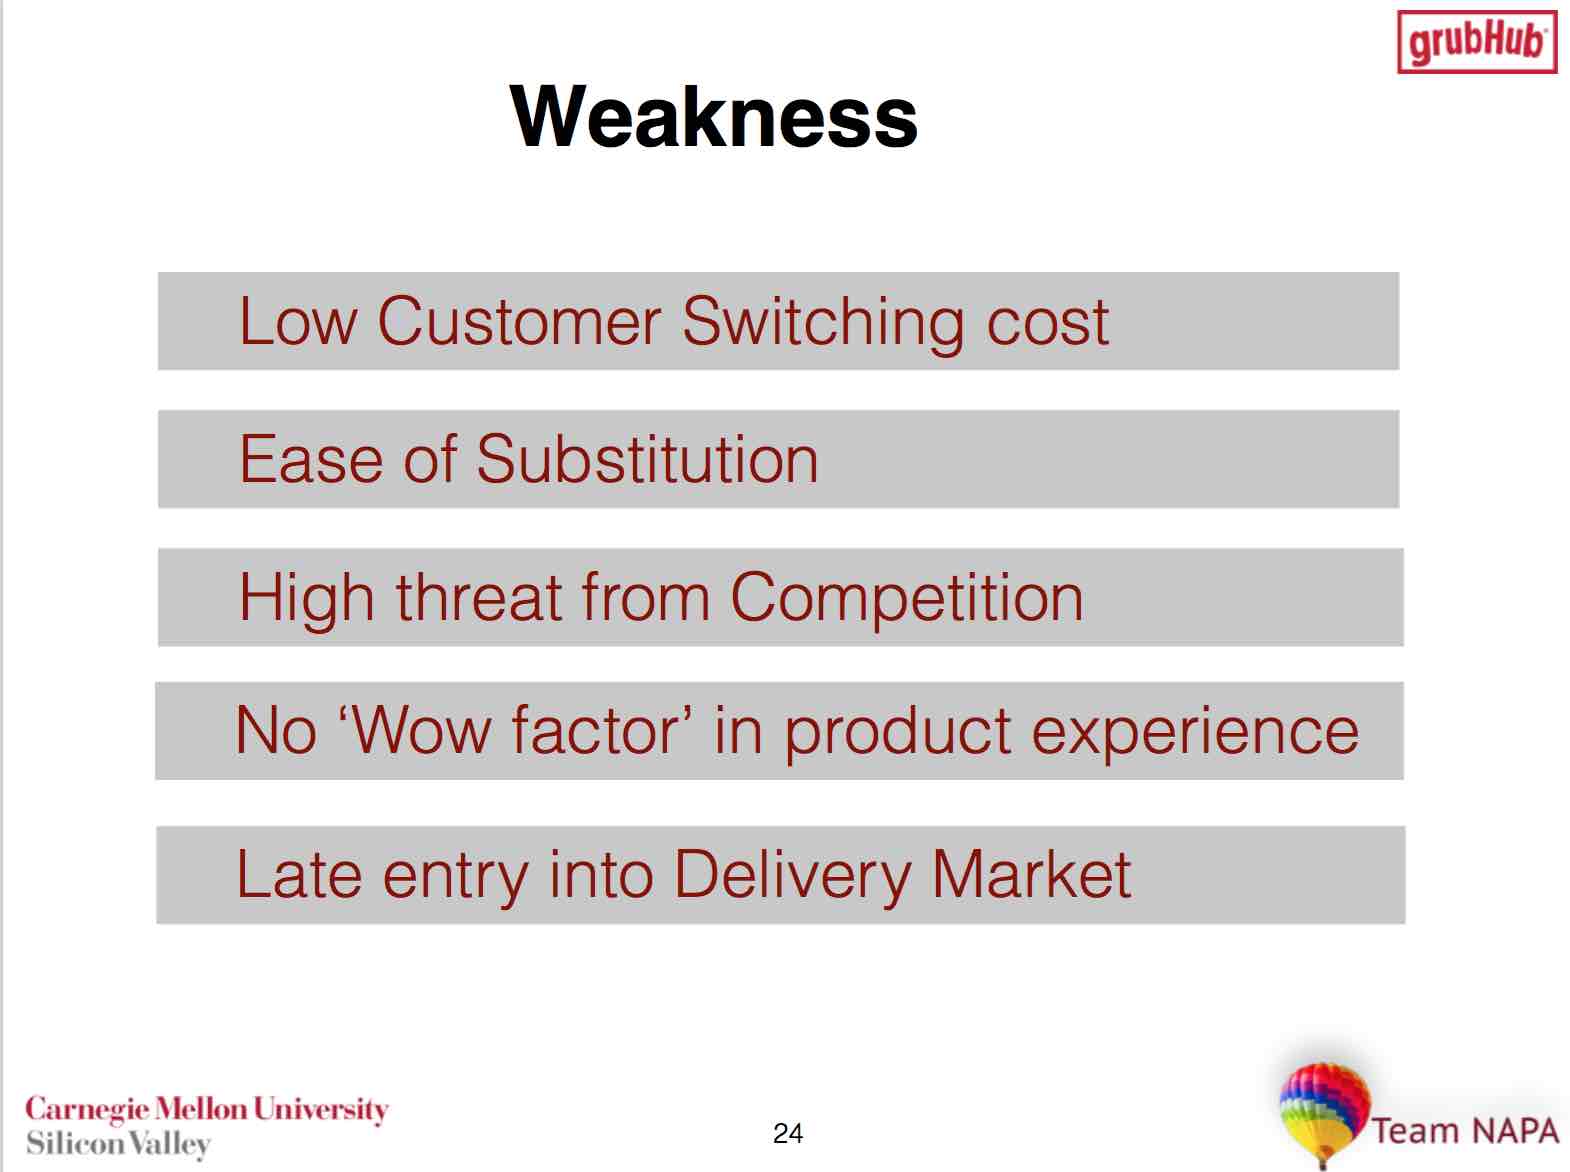 grubHub
Weakness
Low Customer Switching cost
Ease of Substitution
High threat from Competition
No ‘Wow factor’ in product experience
Late entry into Delivery Market
Carnegie Mellon University
Silicon Valley
24
Team NAPA